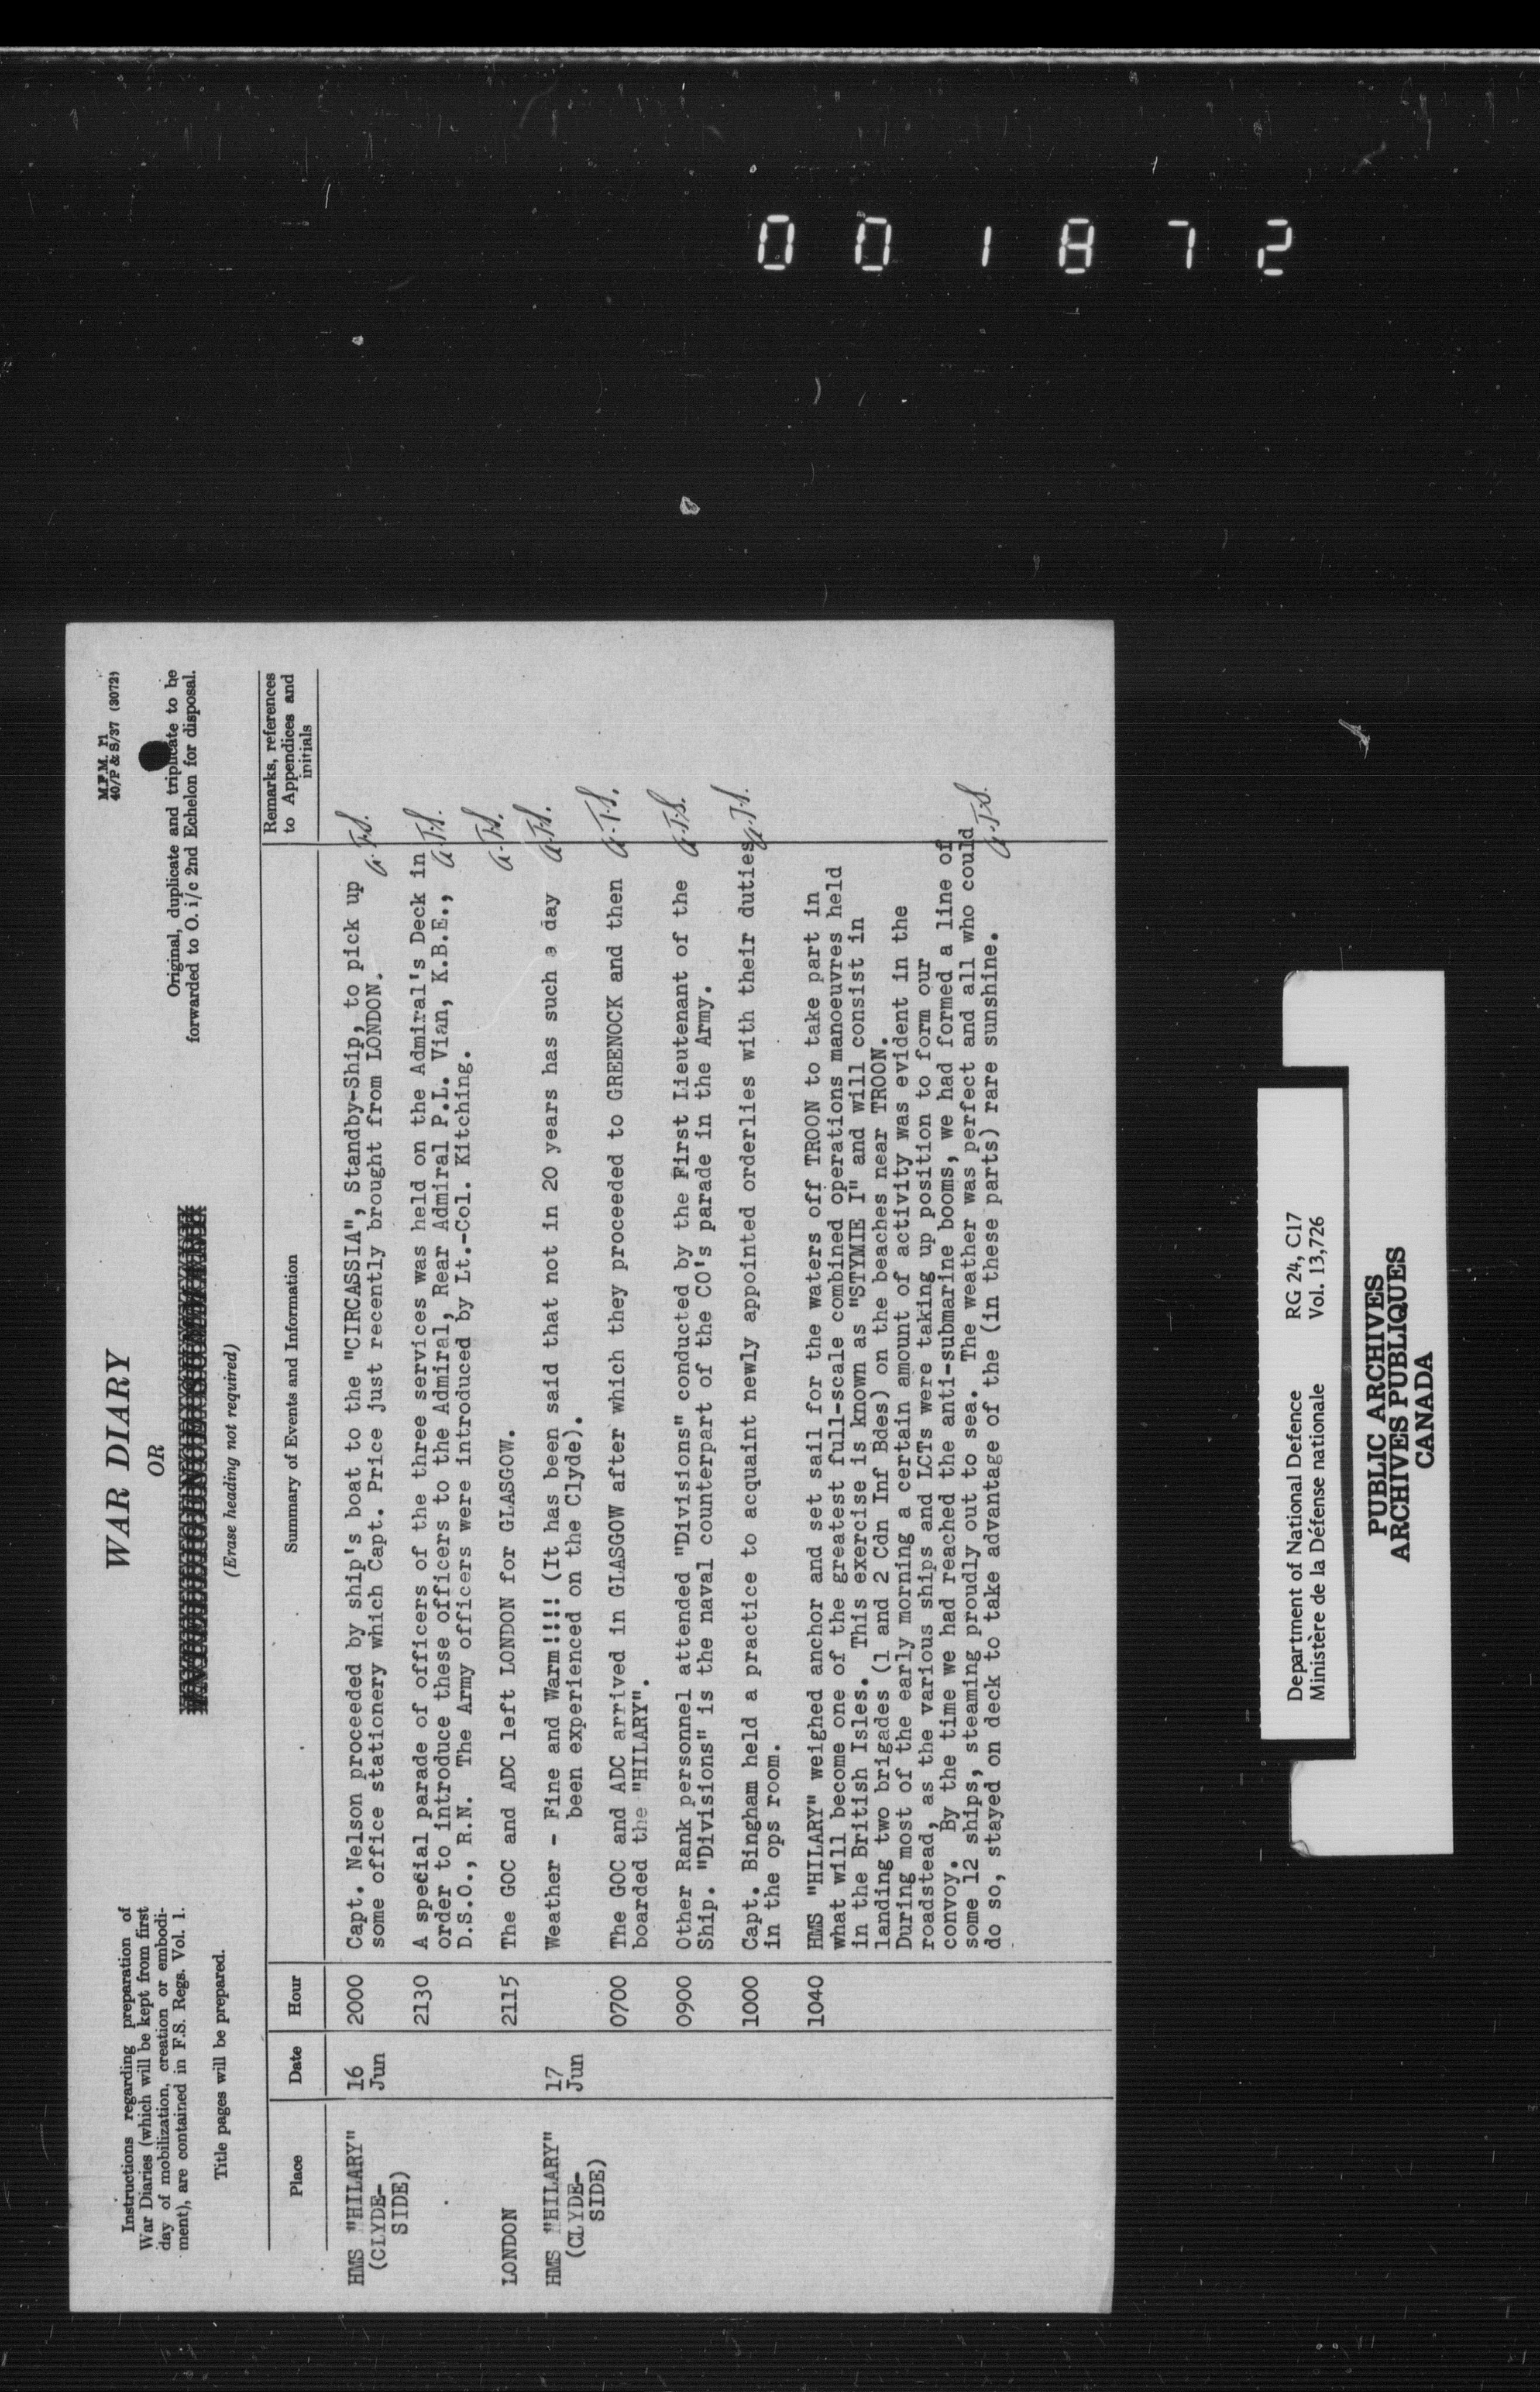 001872
Instructions regarding preparation of
War Diaries (which will be kept from first
day of mobilization, creation or embodi-
ment), are contained in F.S. Regs. Vol. 1.
Title pages will be prepared.
WAR DIARY
OR
(Erase heading not required)
M.F.M. 11
40/P & S/37 (3072)
Original, duplicate and triplicate to be
forwarded to O. i/c 2nd Echelon for disposal.
Place Date Hour Summary of Events and Information Remarks, references
to Appendices and
initials
HMS "HILARY" 16 2000 Capt. Nelson proceeded by ship's boat to the "CIRCASSIA", Standby-Ship, to pick up
(CLYDE- Jun some office stationery which Capt. Price just recently brought from LONDON.
SIDE)
2130 A special parade of officers of the three services was held on the Admiral's Deck in
order to introduce these officers to the Admiral, Rear Admiral P.L. Vian, K.B.E.,
D.S.O., R.N. The Army officers were introduced by Lt.-Col. Kitching.
LONDON 2115 The GOC and ADC left LONDON for GLASGOW.
HMS "HILARY" 17 Weather - Fine and Warm!!!! (It has been said that not in 20 years has such a day
(CLYDE- Jun been experienced on the Clyde).
SIDE)
0700 The GOC and ADC arrived in GLASGOW after which they proceeded to GREENOCK and then
boarded the "HILARY".
0900 Other Rank personnel attended "Divisions" conducted by the First Lieutenant of the
Ship. "Divisions" is the naval counterpart of the CO's parade in the Army.
1000 Capt. Bingham held a practice to acquaint newly appointed orderlies with their duties
in the ops room.
1040 HMS "HILARY" weighed anchor and set sail for the waters off TROON to take part in
what will become one of the greatest full-scale combined operations manoeuvres held
in the British Isles. This exercise is known as "STYMIE I" and will consist in
landing two brigades (1 and 2 Cdn Inf Bdes) on the beaches near TROON.
During most of the early morning a certain amount of activity was evident in the
roadstead, as the various ships and LCTs were taking up position to form our
convoy. By the time we had reached the anti-submarine booms, we had formed a line of
some 12 ships, steaming proudly out to sea. The weather was perfect and all who could
do so, stayed on deck to take advantage of the (in these parts) rare sunshine.
Department of National Defence RG 24, C17
Ministère de la Défense nationale Vol. 13,726
PUBLIC ARCHIVES
ARCHIVES PUBLIQUES
CANADA